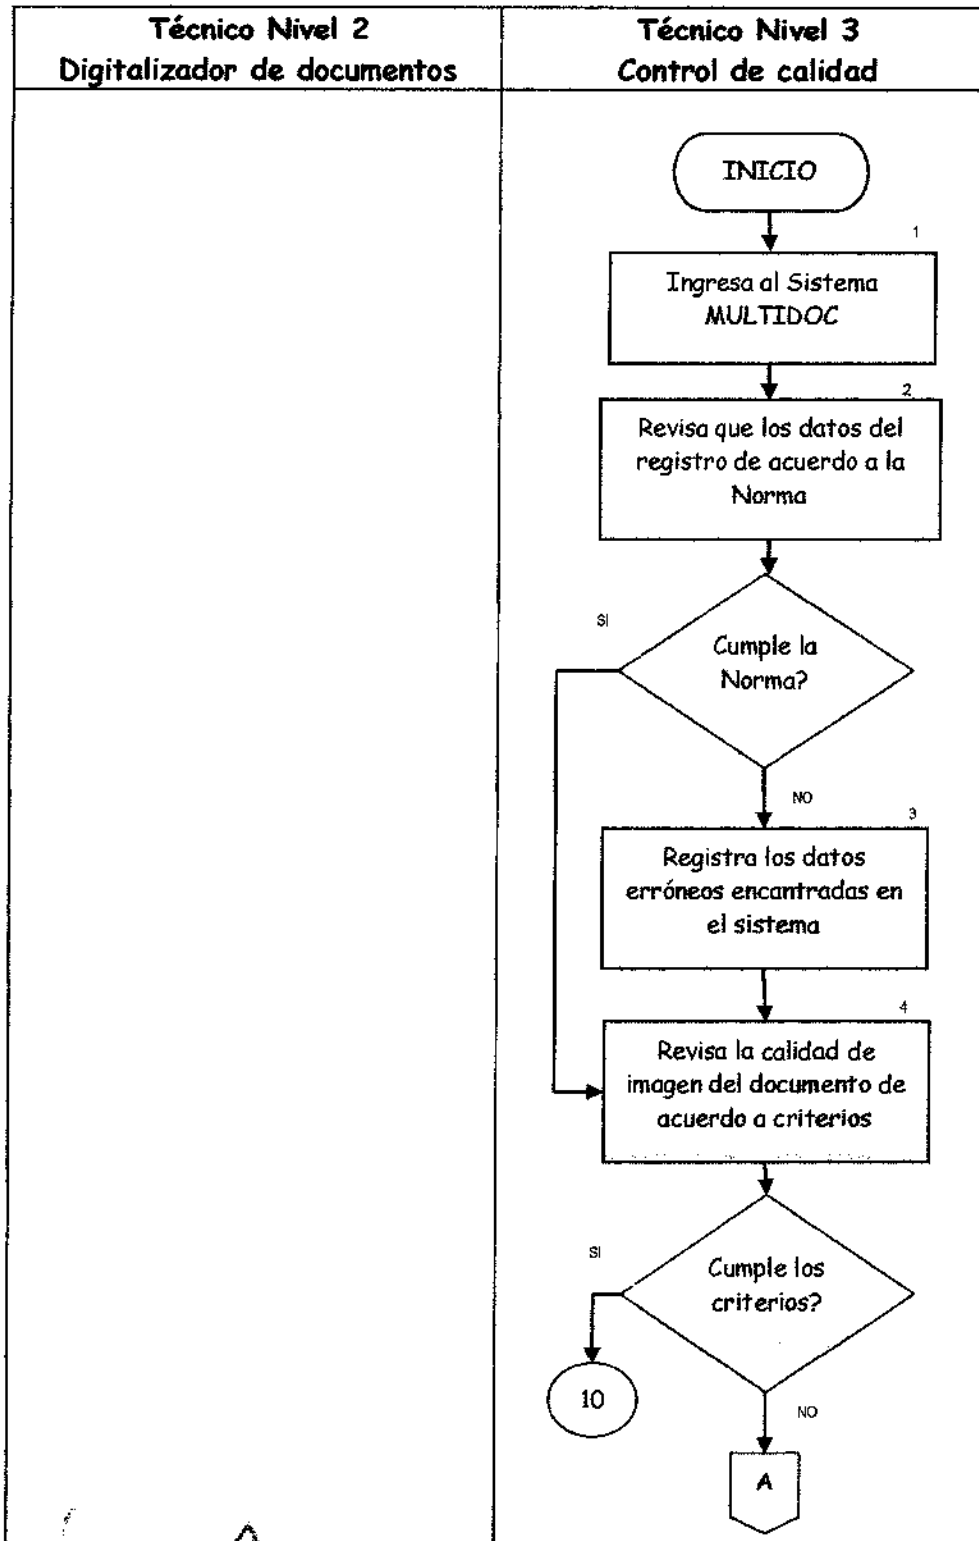 Técnico Nivel 2
Digitalizador de documentos
Técnico Nivel 3
Control de calidad
INICIO
1
Ingresa al Sistema
MULTIDOC
2
Revisa que los datos del
registro de acuerdo a la
Norma
SI
Cumple la
Norma?
NO
3
Registra los datos
erróneos encantradas en
el sistema
4
Revisa la calidad de
imagen del documento de
acuerdo a criterios
SI
Cumple los
criterios?
10
NO
A